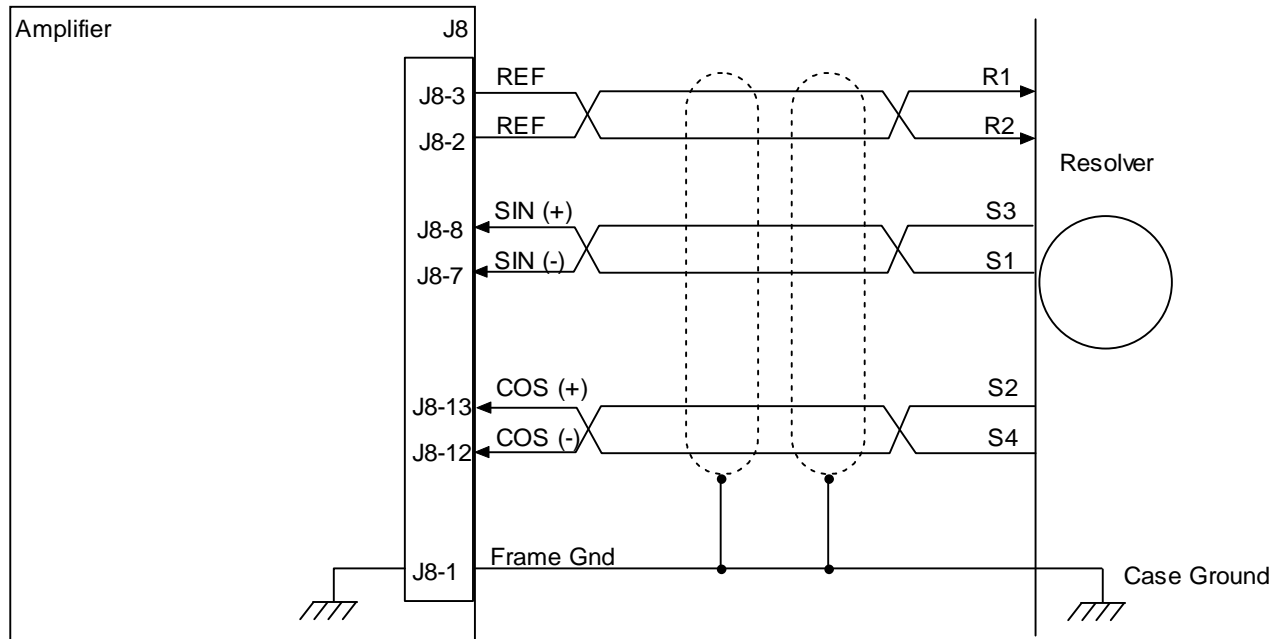 Amplifier
J8
J8-3
REF
R1
J8-2
REF
R2
Resolver
J8-8
SIN (+)
S3
J8-7
SIN (-)
S1
J8-13
COS (+)
S2
J8-12
COS (-)
S4
J8-1
Frame Gnd
Case Ground